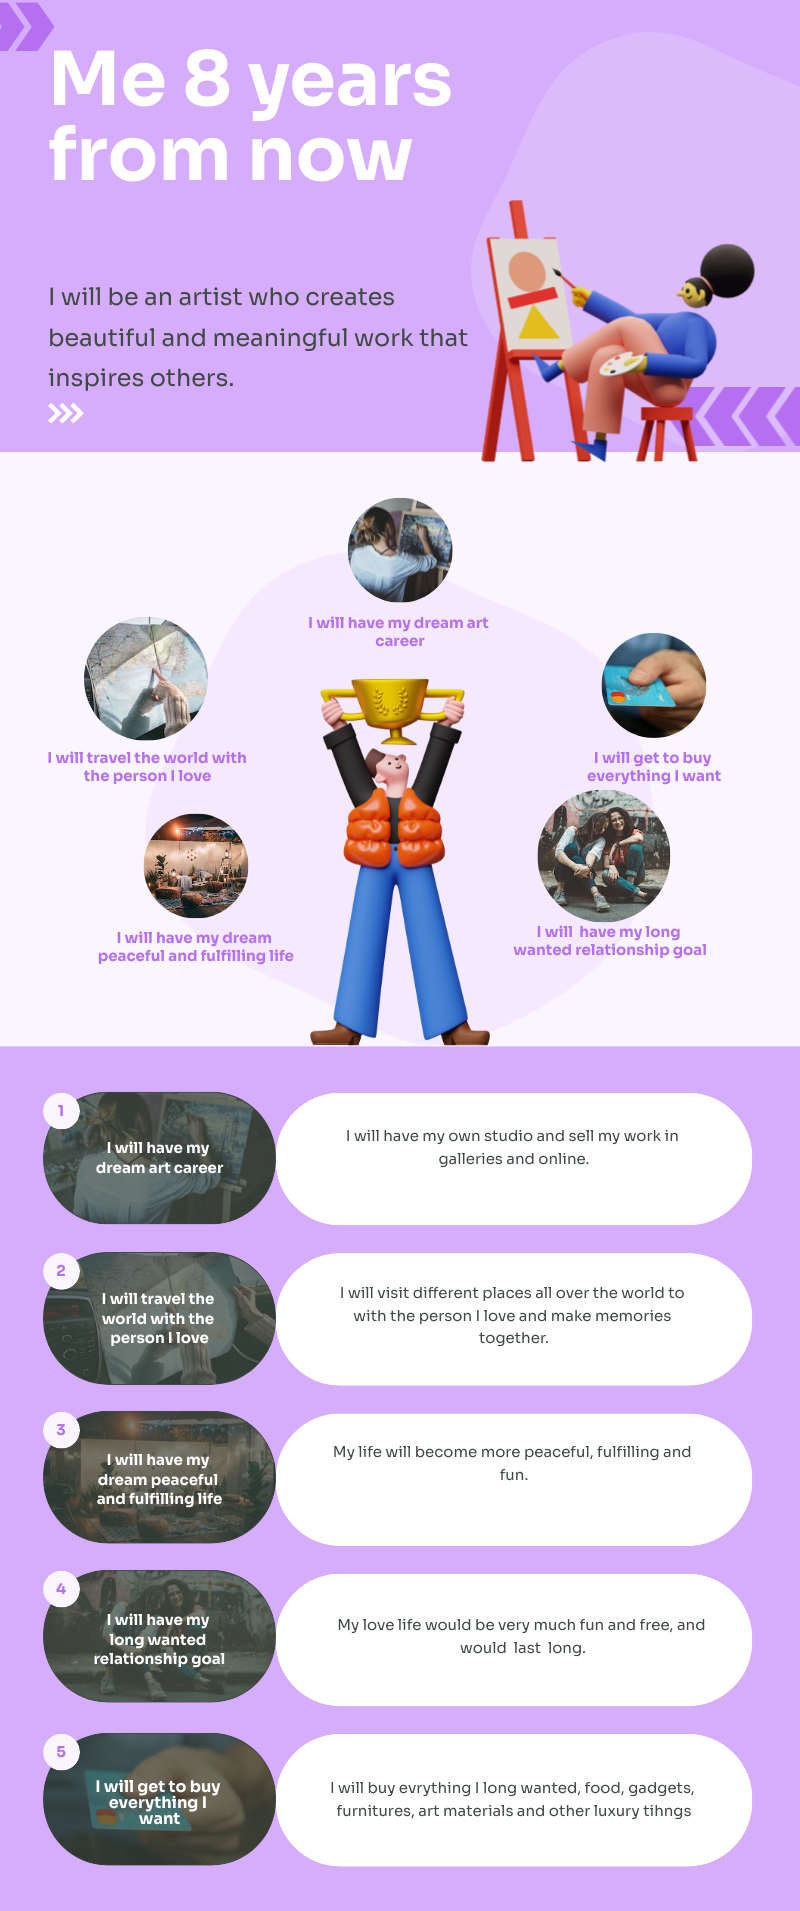 Me 8 years
from now
I will be an artist who creates
beautiful and meaningful work that
inspires others.
I will have my dream art
career
I will travel the world with
the person I love
I will get to buy
everything I want
I will have my dream
peaceful and fulfilling life
I will  have my long
wanted relationship goal
1
I will have my
dream art career
I will have my own studio and sell my work in
galleries and online.
2
I will travel the
world with the
person I love
I will visit different places all over the world to
with the person I love and make memories
together.
3
I will have my
dream peaceful
and fulfilling life
My life will become more peaceful, fulfilling and
fun.
4
I will have my
long wanted
relationship goal
My love life would be very much fun and free, and
would  last  long.
5
I will get to buy
everything I
want
I will buy evrything I long wanted, food, gadgets,
furnitures, art materials and other luxury tihngs